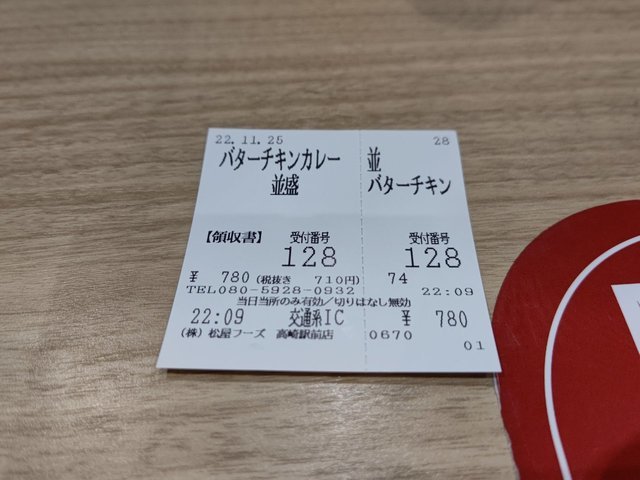 22.11.25
バターチキンカレー
並盛
【領収書】 受付番号
128
¥ 780 (税抜き 710円)
TEL080-5928-0932
当日当所のみ有効/切りはなし無効
22:09 交通系IC ¥ 780
(株) 松屋フーズ 高崎駅前店 0670
01
28
並
バターチキン
受付番号
128
74
22:09